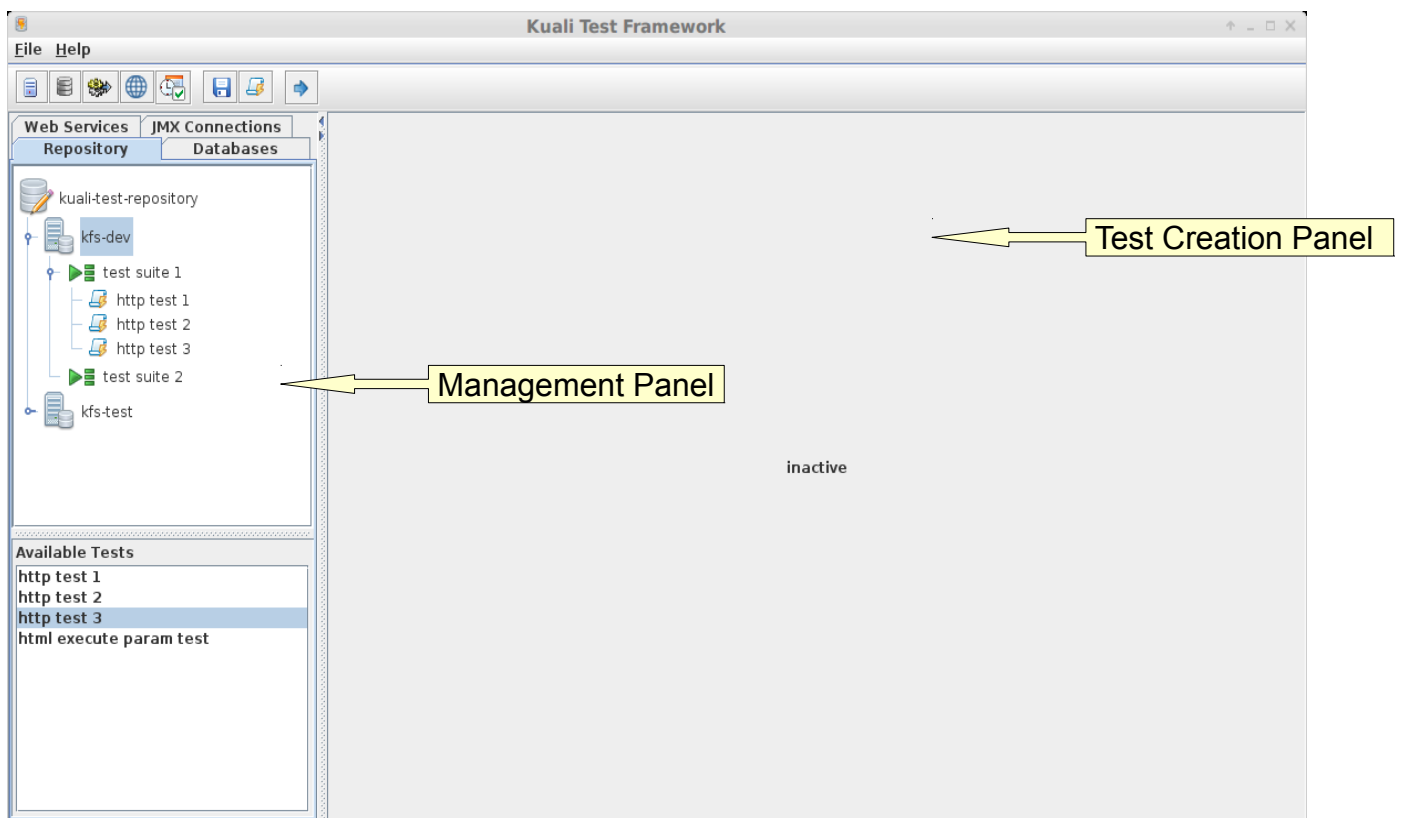 Kuali Test Framework
File Help
Web Services JMX Connections
Repository Databases
kuali-test-repository
kfs-dev
Test Creation Panel
test suite 1
http test 1
http test 2
http test 3
test suite 2
Management Panel
kfs-test
inactive
Available Tests
http test 1
http test 2
http test 3
html execute param test